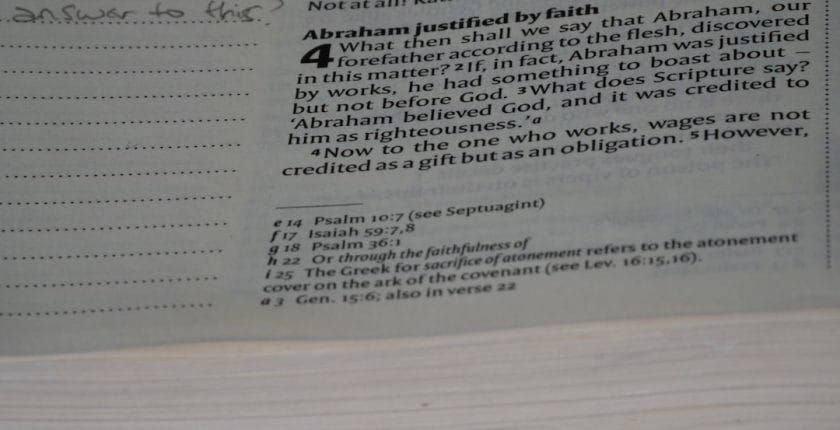 answer to this?
Not at all!
Abraham justified by faith
4 What then shall we say that Abraham, our
forefather according to the flesh, discovered
in this matter? 2 If, in fact, Abraham was justified
by works, he had something to boast about –
but not before God. 3 What does Scripture say?
‘Abraham believed God, and it was credited to
him as righteousness.’ a
4 Now to the one who works, wages are not
credited as a gift but as an obligation. 5 However,
e 14 Psalm 10:7 (see Septuagint)
f 17 Isaiah 59:7,8
g 18 Psalm 36:1
h 22 Or through the faithfulness of
i 25 The Greek for sacrifice of atonement refers to the atonement
cover on the ark of the covenant (see Lev. 16:15,16).
a 3 Gen. 15:6; also in verse 22